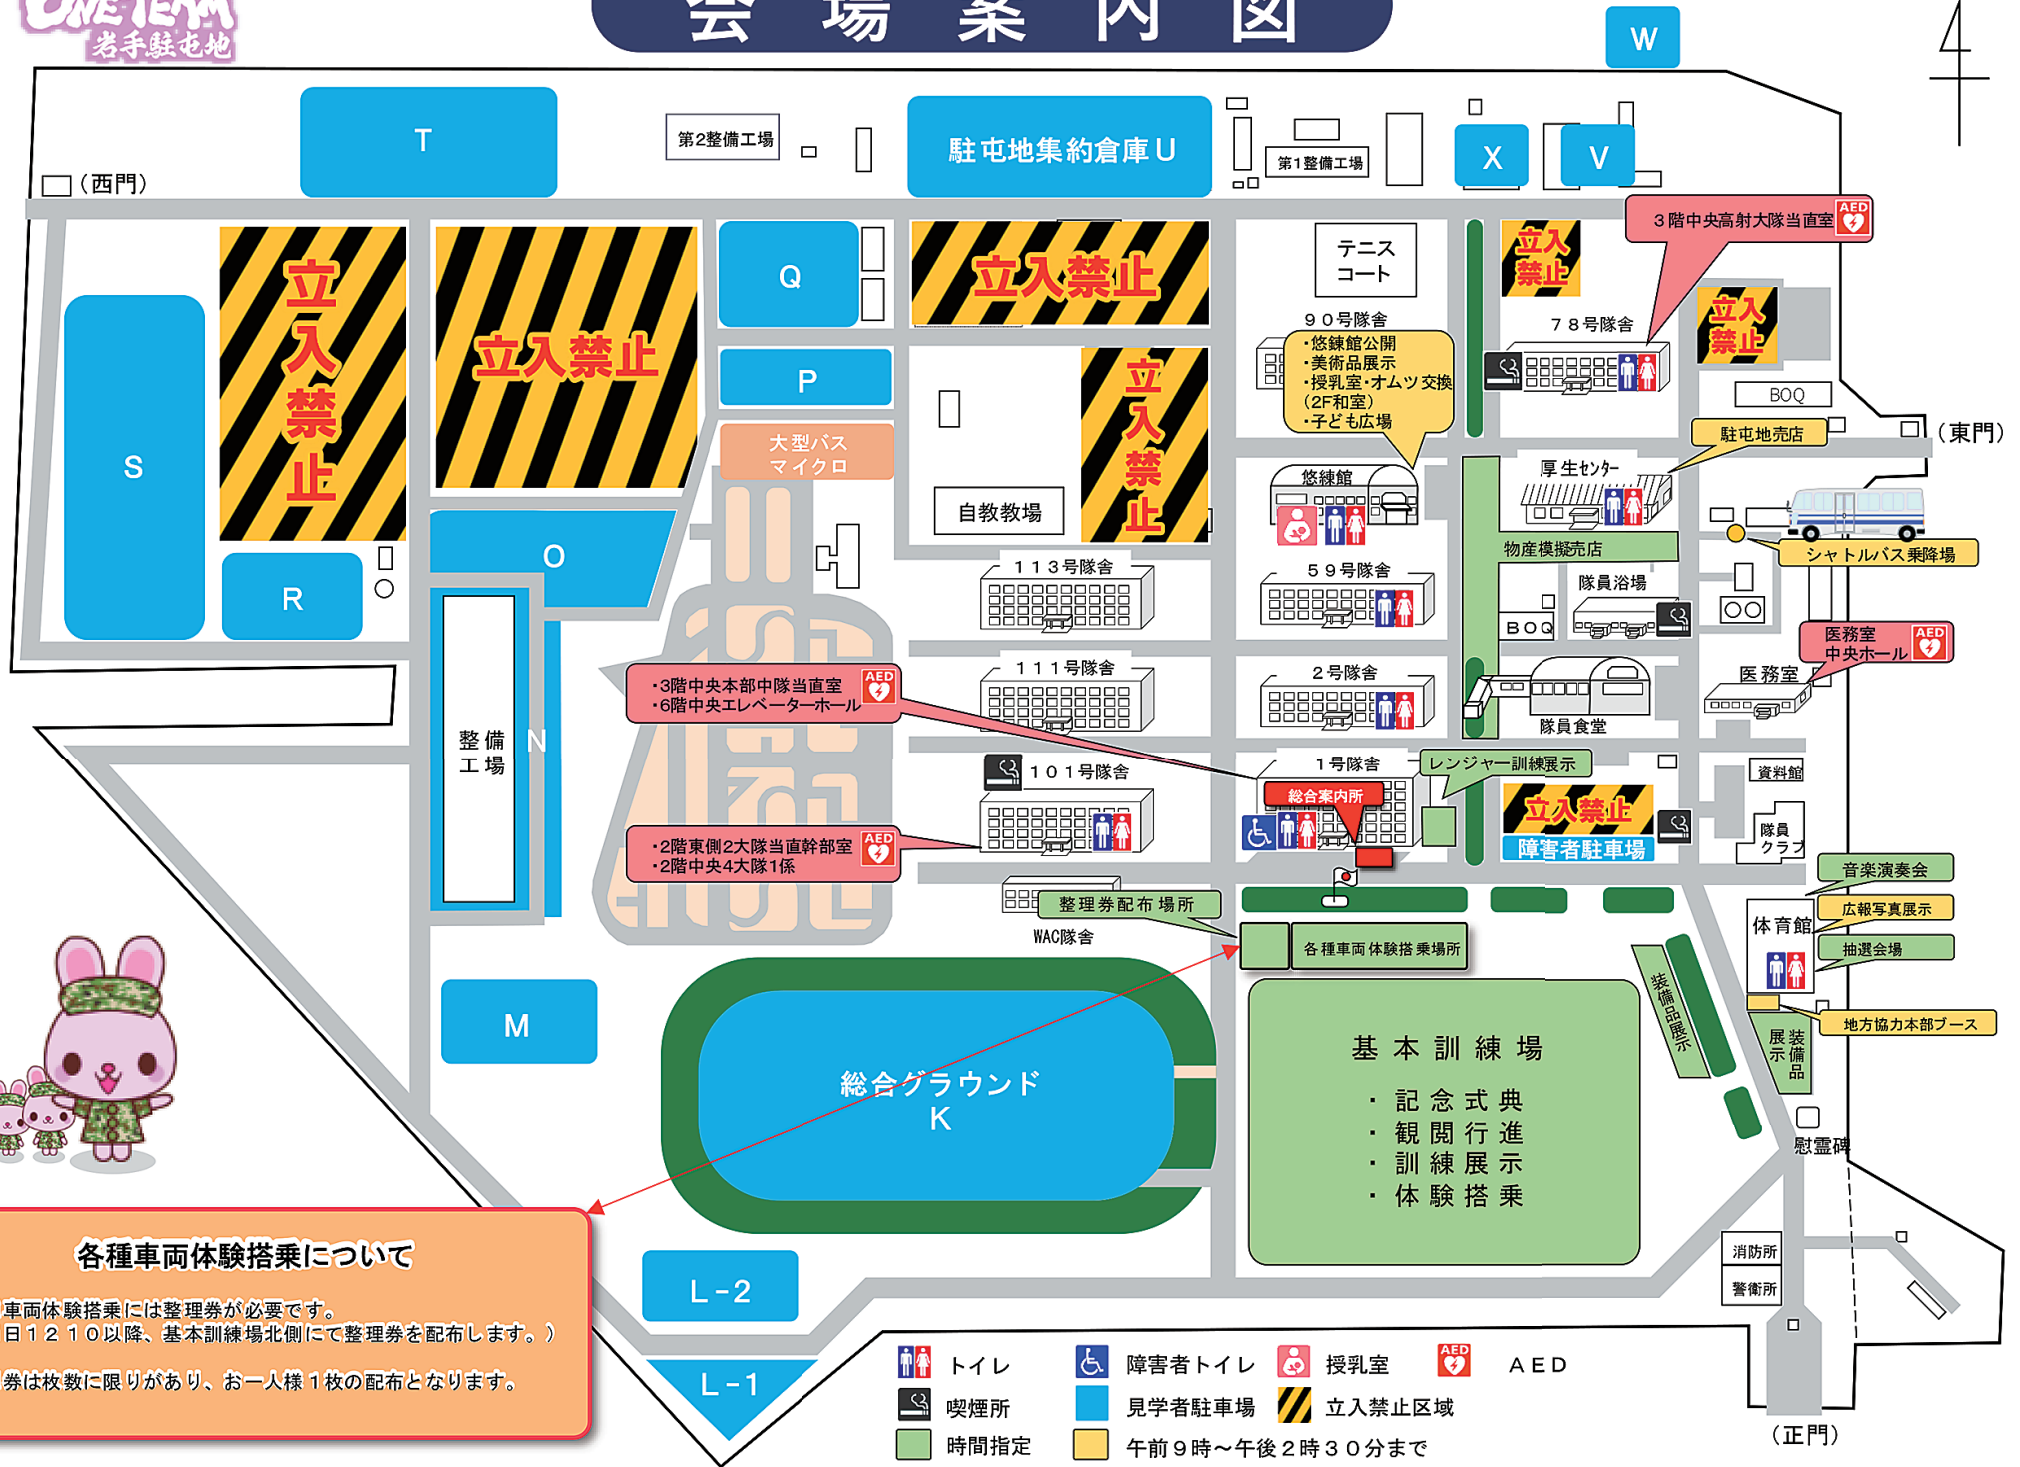 ONE TEAM
岩手駐屯地
会場案内図
W
T
第2整備工場
駐屯地集約倉庫U
第1整備工場
X
V
(西門)
3階中央高射大隊当直室
AED
立入禁止
立入禁止
Q
立入禁止
テニス
コート
立入
禁止
立入
禁止
90号隊舎
78号隊舎
・悠錬館公開
・美術品展示
・授乳室・オムツ交換
(2F和室)
・子ども広場
P
立入禁止
BOQ
S
大型バス
マイクロ
駐屯地売店
(東門)
厚生センター
悠錬館
自教教場
物産模擬売店
シャトルバス乗降場
O
R
113号隊舎
59号隊舎
隊員浴場
BOQ
医務室
中央ホール
AED
・3階中央本部中隊当直室
・6階中央エレベーターホール
AED
111号隊舎
2号隊舎
医務室
隊員食堂
整備
工場
N
101号隊舎
1号隊舎
レンジャー訓練展示
資料館
総合案内所
立入禁止
障害者駐車場
隊員
クラブ
・2階東側2大隊当直幹部室
・2階中央4大隊1係
AED
音楽演奏会
整理券配布場所
広報写真展示
WAC隊舎
各種車両体験搭乗場所
体育館
抽選会場
装備品展示
地方協力本部ブース
装備品
展示
M
総合グラウンド
K
基本訓練場
・記念式典
・観閲行進
・訓練展示
・体験搭乗
慰霊碑
各種車両体験搭乗について
車両体験搭乗には整理券が必要です。
日1210以降、基本訓練場北側にて整理券を配布します。）
券は枚数に限りがあり、お一人様1枚の配布となります。
L-2
L-1
消防所
警衛所
トイレ
障害者トイレ
授乳室
AED
AED
喫煙所
見学者駐車場
立入禁止区域
時間指定
午前9時～午後2時30分まで
(正門)